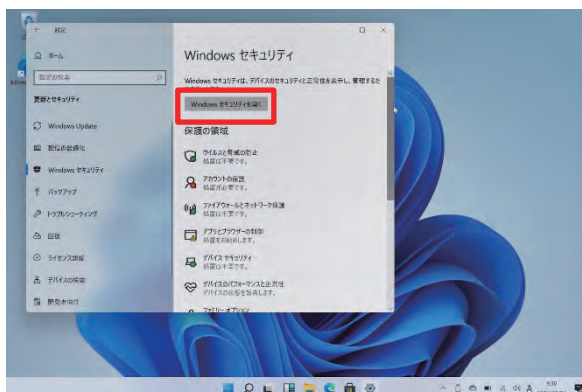 設定
ホーム
設定の検索
更新とセキュリティ
Windows Update
配信の最適化
Windows セキュリティ
バックアップ
トラブルシューティング
回復
ライセンス認証
デバイスの検索
開発者向け
Windows セキュリティ
Windows セキュリティは、デバイスのセキュリティと正常性を表示し、管理するた
Windows セキュリティを開く
保護の領域
ウイルスと脅威の防止
処置は不要です。
アカウントの保護
処置が必要です。
ファイアウォールとネットワーク保護
処置は不要です。
アプリとブラウザーの制御
処置をお勧めします。
デバイス セキュリティ
処置は不要です。
デバイスのパフォーマンスと正常性
デバイスの状態を報告します。
ファミリー オプション
A
9:30